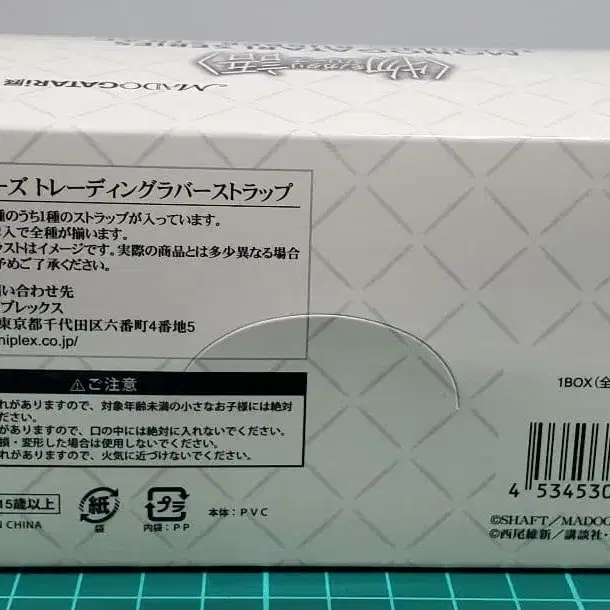 MONOGATARI SERIES
物語
MADOGATARI展
ーズ トレーディングラバーストラップ
種のうち1種のストラップが入っています。
入で全種が揃います。
ラストはイメージです。実際の商品とは多少異なる場合
予めご了承ください。
い合わせ先
プレックス
東京都千代田区六番町4番地5
niplex.co.jp/
⚠ご注意
れがありますので、対象年齢未満の小さなお子様には絶対
ださい。
がありますので、口の中には絶対に入れないでください。
損・変形した場合は使用しないでください。
れがありますので、火気に近づけないでください。
15歳以上
N CHINA
紙
袋
プラ
内袋:PP
本体:PVC
1BOX(全
4 534530
©SHAFT/MADOG
©西尾維新/講談社・